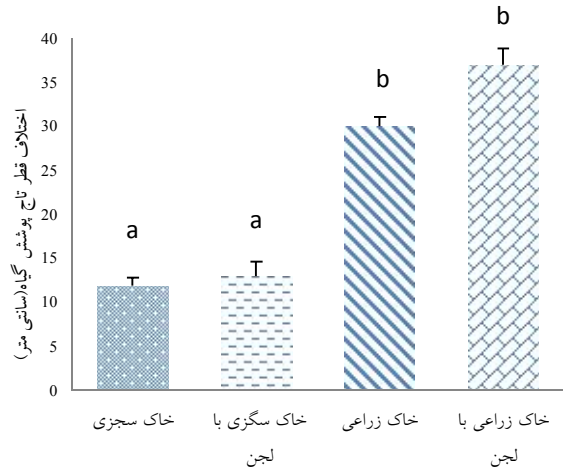 اختلاف قطر تاج پوشش گیاه(سانتی متر)
40
35
30
25
20
15
10
5
0
a
a
b
b
خاک سجزی
خاک سگزی با
لجن
خاک زراعی
خاک زراعی با
لجن